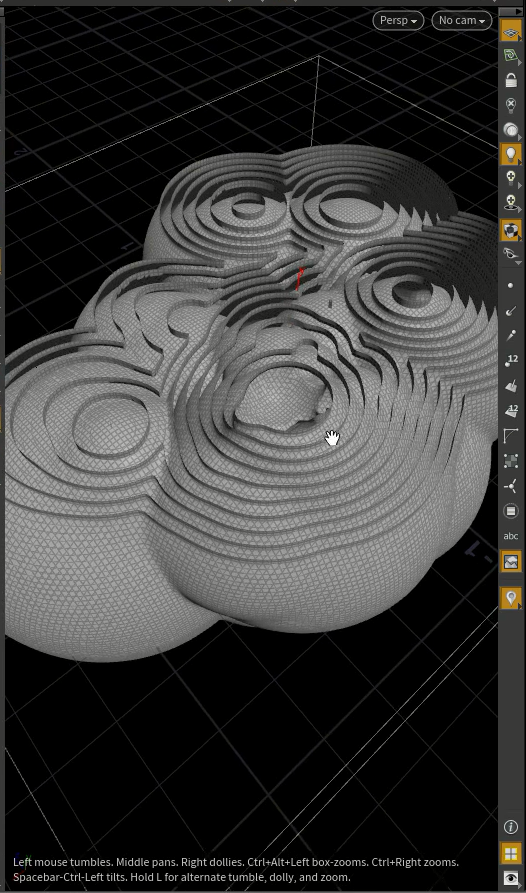 Persp
No cam
12
12
abc
-1
Left mouse tumbles. Middle pans. Right dollies. Ctrl+Alt+Left box-zooms. Ctrl+Right zooms.
Spacebar-Ctrl-Left tilts. Hold L for alternate tumble, dolly, and zoom.